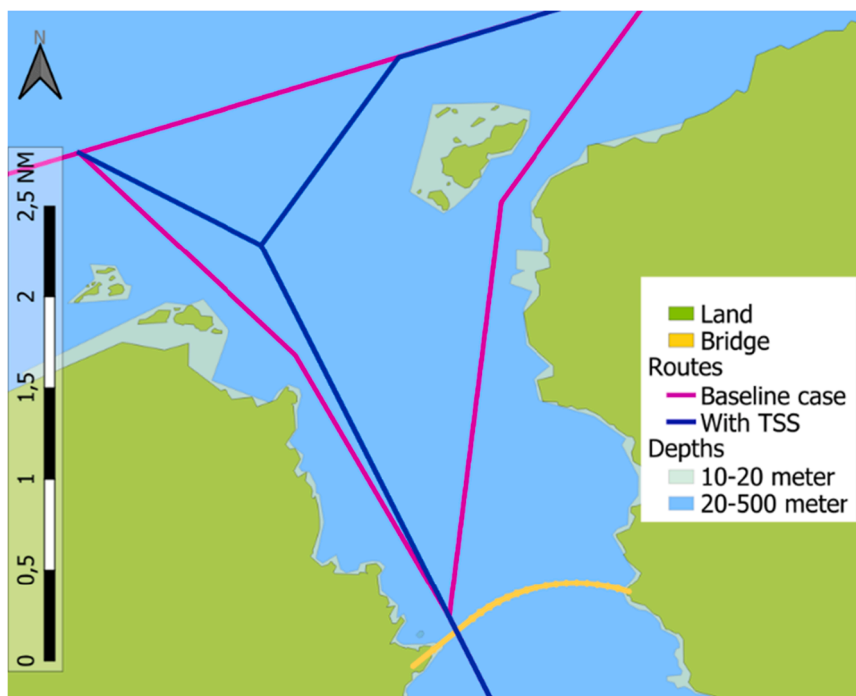 N
2,5 NM
2
1,5
1
0,5
0
Land
Bridge
Routes
Baseline case
With TSS
Depths
10-20 meter
20-500 meter